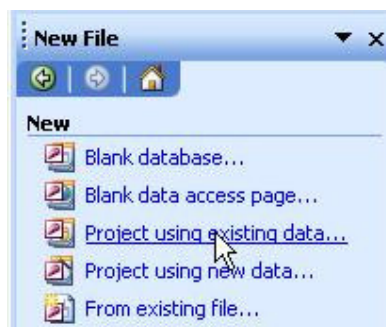 New File
New
Blank database...
Blank data access page...
Project using existing data...
Project using new data...
From existing file...